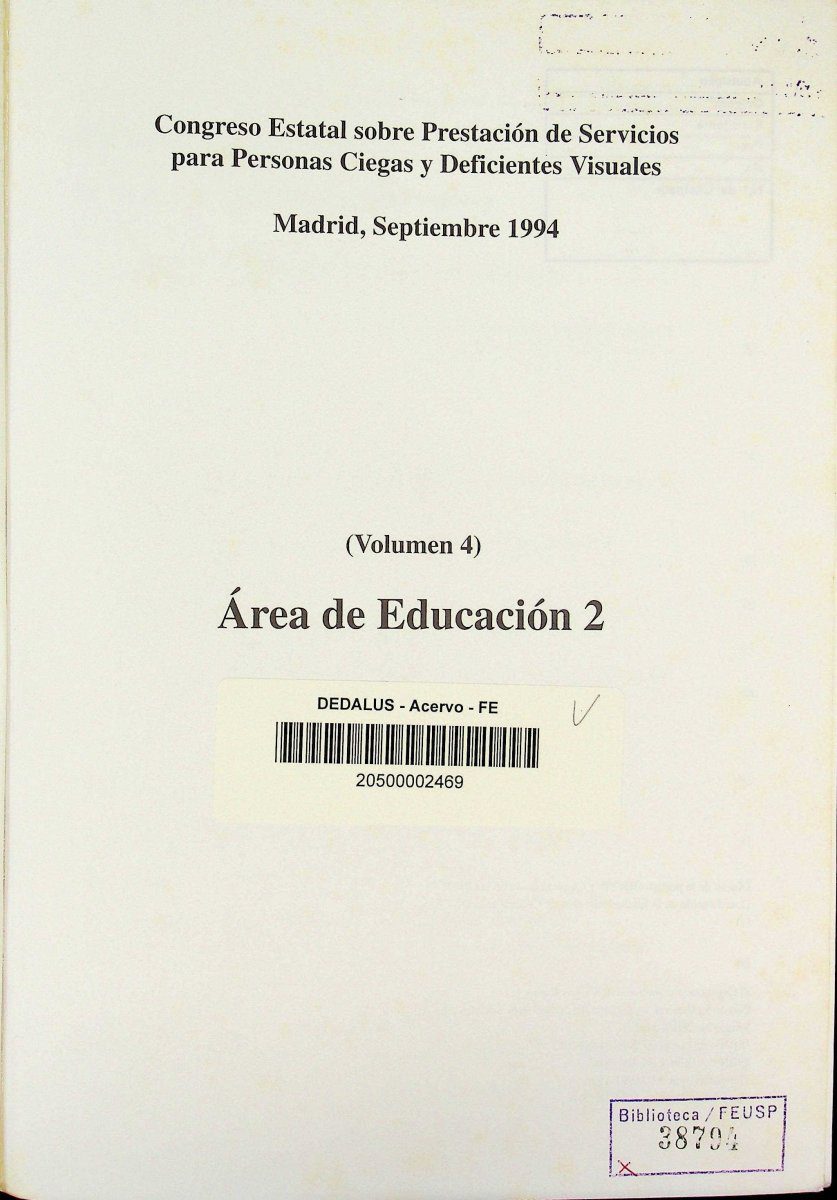 Congreso Estatal sobre Prestación de Servicios
para Personas Ciegas y Deficientes Visuales
Madrid, Septiembre 1994
(Volumen 4)
Área de Educación 2
DEDALUS - Acervo - FE
20500002469
Biblioteca / FEUSP
38794